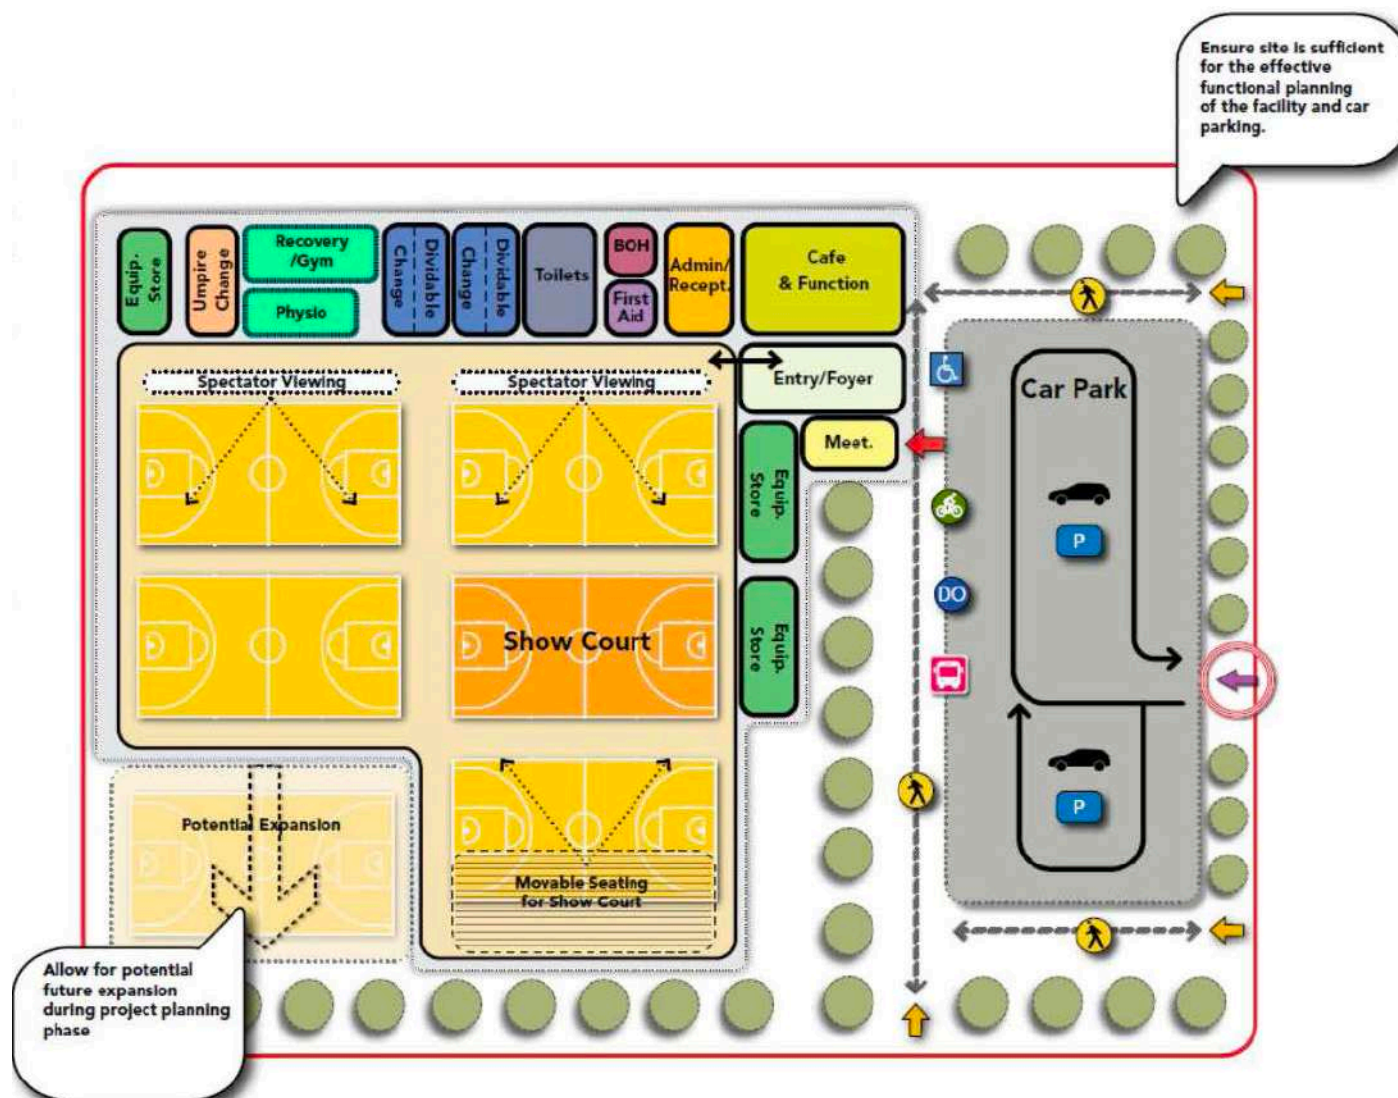 Ensure site is sufficient
for the effective
functional planning
of the facility and car
parking.
Equip.
Store
Umpire
Change
Recovery
/Gym
Physio
Dividable
Change
Dividable
Change
Toilets
BOH
First
Aid
Admin/
Recept.
Cafe
& Function
Spectator Viewing
Spectator Viewing
Entry/Foyer
Meet.
Car Park
Equip.
Store
P
DO
Show Court
Equip.
Store
P
Potential Expansion
Movable Seating
for Show Court
Allow for potential
future expansion
during project planning
phase